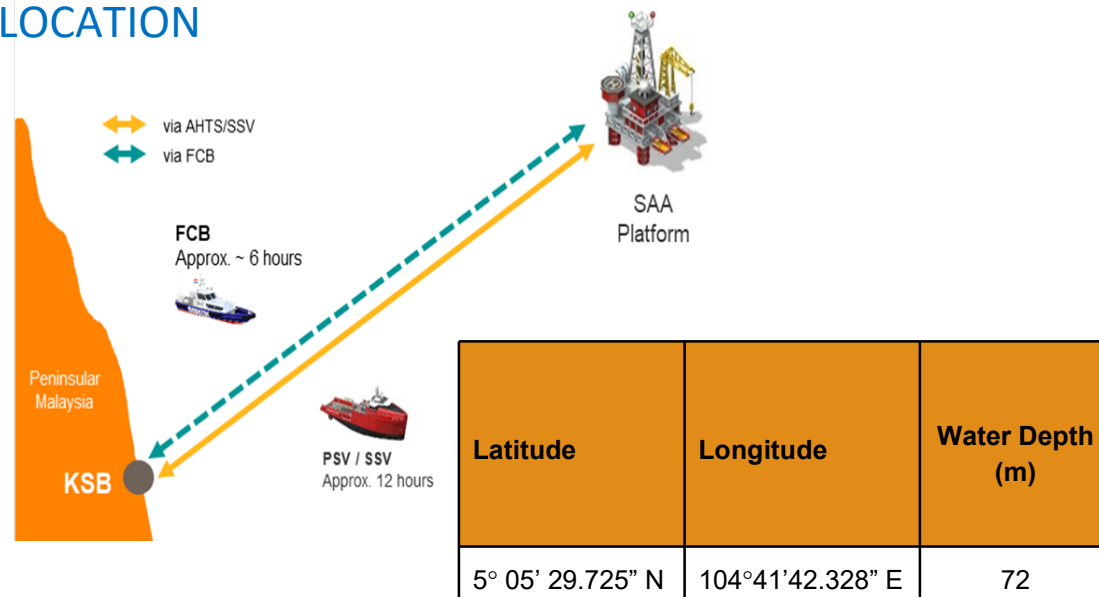 LOCATION
via AHTS/SSV
via FCB
SAA
Platform
FCB
Approx. ~ 6 hours
Peninsular
Malaysia
KSB
PSV / SSV
Approx. 12 hours
Latitude
Longitude
Water Depth
(m)
5° 05’ 29.725” N
104°41’42.328” E
72